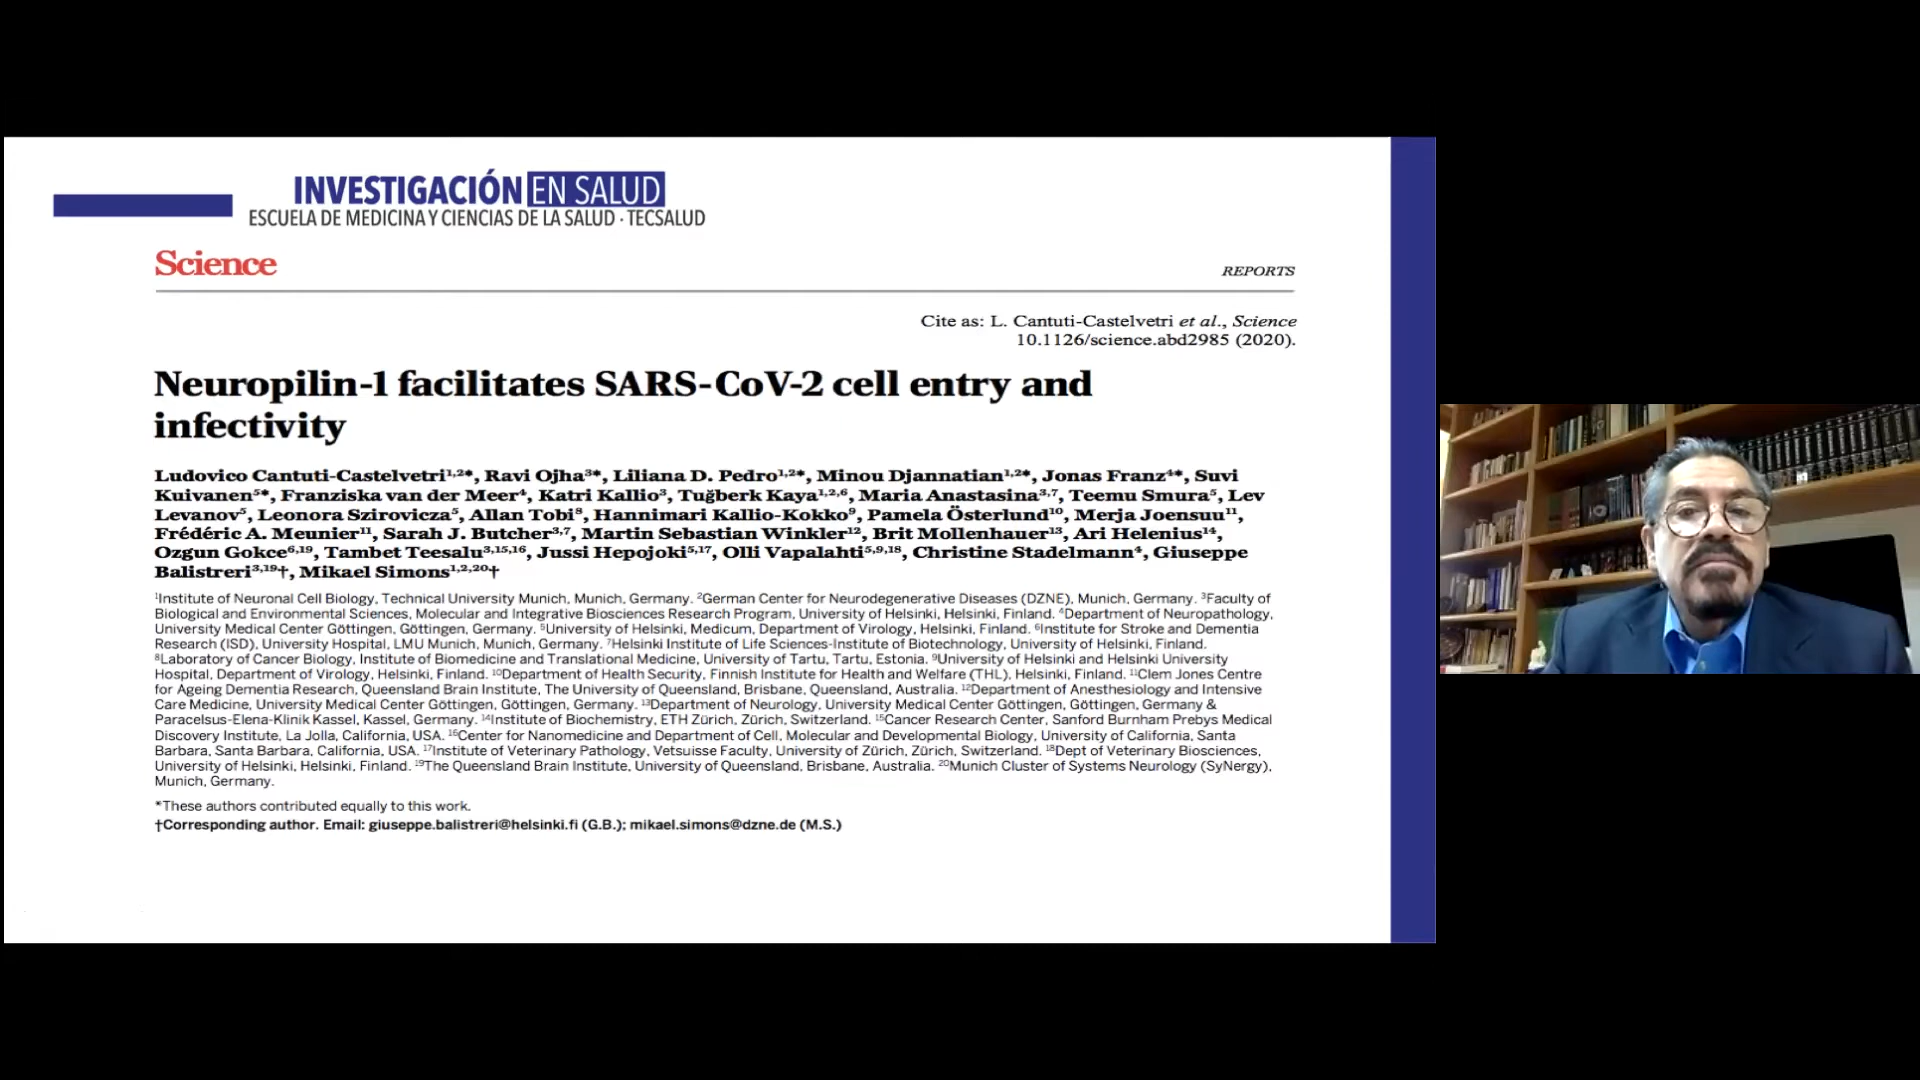 INVESTIGACIÓN EN SALUD
ESCUELA DE MEDICINA Y CIENCIAS DE LA SALUD · TECSALUD
Science
REPORTS
Cite as: L. Cantuti-Castelvetri et al., Science
10.1126/science.abd2985 (2020).
Neuropilin-1 facilitates SARS-CoV-2 cell entry and
infectivity
Ludovico Cantuti-Castelvetri¹,²*, Ravi Ojha³*, Liliana D. Pedro¹,²*, Minou Djannatian¹,²*, Jonas Franz⁴*, Suvi
Kuivanen⁵*, Franziska van der Meer⁴, Katri Kallio³, Tuğberk Kaya¹,²,⁶, Maria Anastasina³,⁷, Teemu Smura⁵, Lev
Levanov⁵, Leonora Szirovicza⁵, Allan Tobi⁸, Hannimari Kallio-Kokko⁹, Pamela Österlund¹⁰, Merja Joensuu¹¹,
Frédéric A. Meunier¹¹, Sarah J. Butcher³,⁷, Martin Sebastian Winkler¹², Brit Mollenhauer¹³, Ari Helenius¹⁴,
Ozgun Gokce⁶,¹⁹, Tambet Teesalu³,¹⁵,¹⁶, Jussi Hepojoki⁵,¹⁷, Olli Vapalahti⁵,⁹,¹⁸, Christine Stadelmann⁴, Giuseppe
Balistreri³,¹⁹†, Mikael Simons¹,²,²⁰†
¹Institute of Neuronal Cell Biology, Technical University Munich, Munich, Germany. ²German Center for Neurodegenerative Diseases (DZNE), Munich, Germany. ³Faculty of
Biological and Environmental Sciences, Molecular and Integrative Biosciences Research Program, University of Helsinki, Helsinki, Finland. ⁴Department of Neuropathology,
University Medical Center Göttingen, Göttingen, Germany. ⁵University of Helsinki, Medicum, Department of Virology, Helsinki, Finland. ⁶Institute for Stroke and Dementia
Research (ISD), University Hospital, LMU Munich, Munich, Germany. ⁷Helsinki Institute of Life Sciences-Institute of Biotechnology, University of Helsinki, Finland.
⁸Laboratory of Cancer Biology, Institute of Biomedicine and Translational Medicine, University of Tartu, Tartu, Estonia. ⁹University of Helsinki and Helsinki University
Hospital, Department of Virology, Helsinki, Finland. ¹⁰Department of Health Security, Finnish Institute for Health and Welfare (THL), Helsinki, Finland. ¹¹Clem Jones Centre
for Ageing Dementia Research, Queensland Brain Institute, The University of Queensland, Brisbane, Queensland, Australia. ¹²Department of Anesthesiology and Intensive
Care Medicine, University Medical Center Göttingen, Göttingen, Germany. ¹³Department of Neurology, University Medical Center Göttingen, Göttingen, Germany &
Paracelsus-Elena-Klinik Kassel, Kassel, Germany. ¹⁴Institute of Biochemistry, ETH Zürich, Zürich, Switzerland. ¹⁵Cancer Research Center, Sanford Burnham Prebys Medical
Discovery Institute, La Jolla, California, USA. ¹⁶Center for Nanomedicine and Department of Cell, Molecular and Developmental Biology, University of California, Santa
Barbara, Santa Barbara, California, USA. ¹⁷Institute of Veterinary Pathology, Vetsuisse Faculty, University of Zürich, Zürich, Switzerland. ¹⁸Dept of Veterinary Biosciences,
University of Helsinki, Helsinki, Finland. ¹⁹The Queensland Brain Institute, University of Queensland, Brisbane, Australia. ²⁰Munich Cluster of Systems Neurology (SyNergy),
Munich, Germany.
*These authors contributed equally to this work.
†Corresponding author. Email: giuseppe.balistreri@helsinki.fi (G.B.); mikael.simons@dzne.de (M.S.)